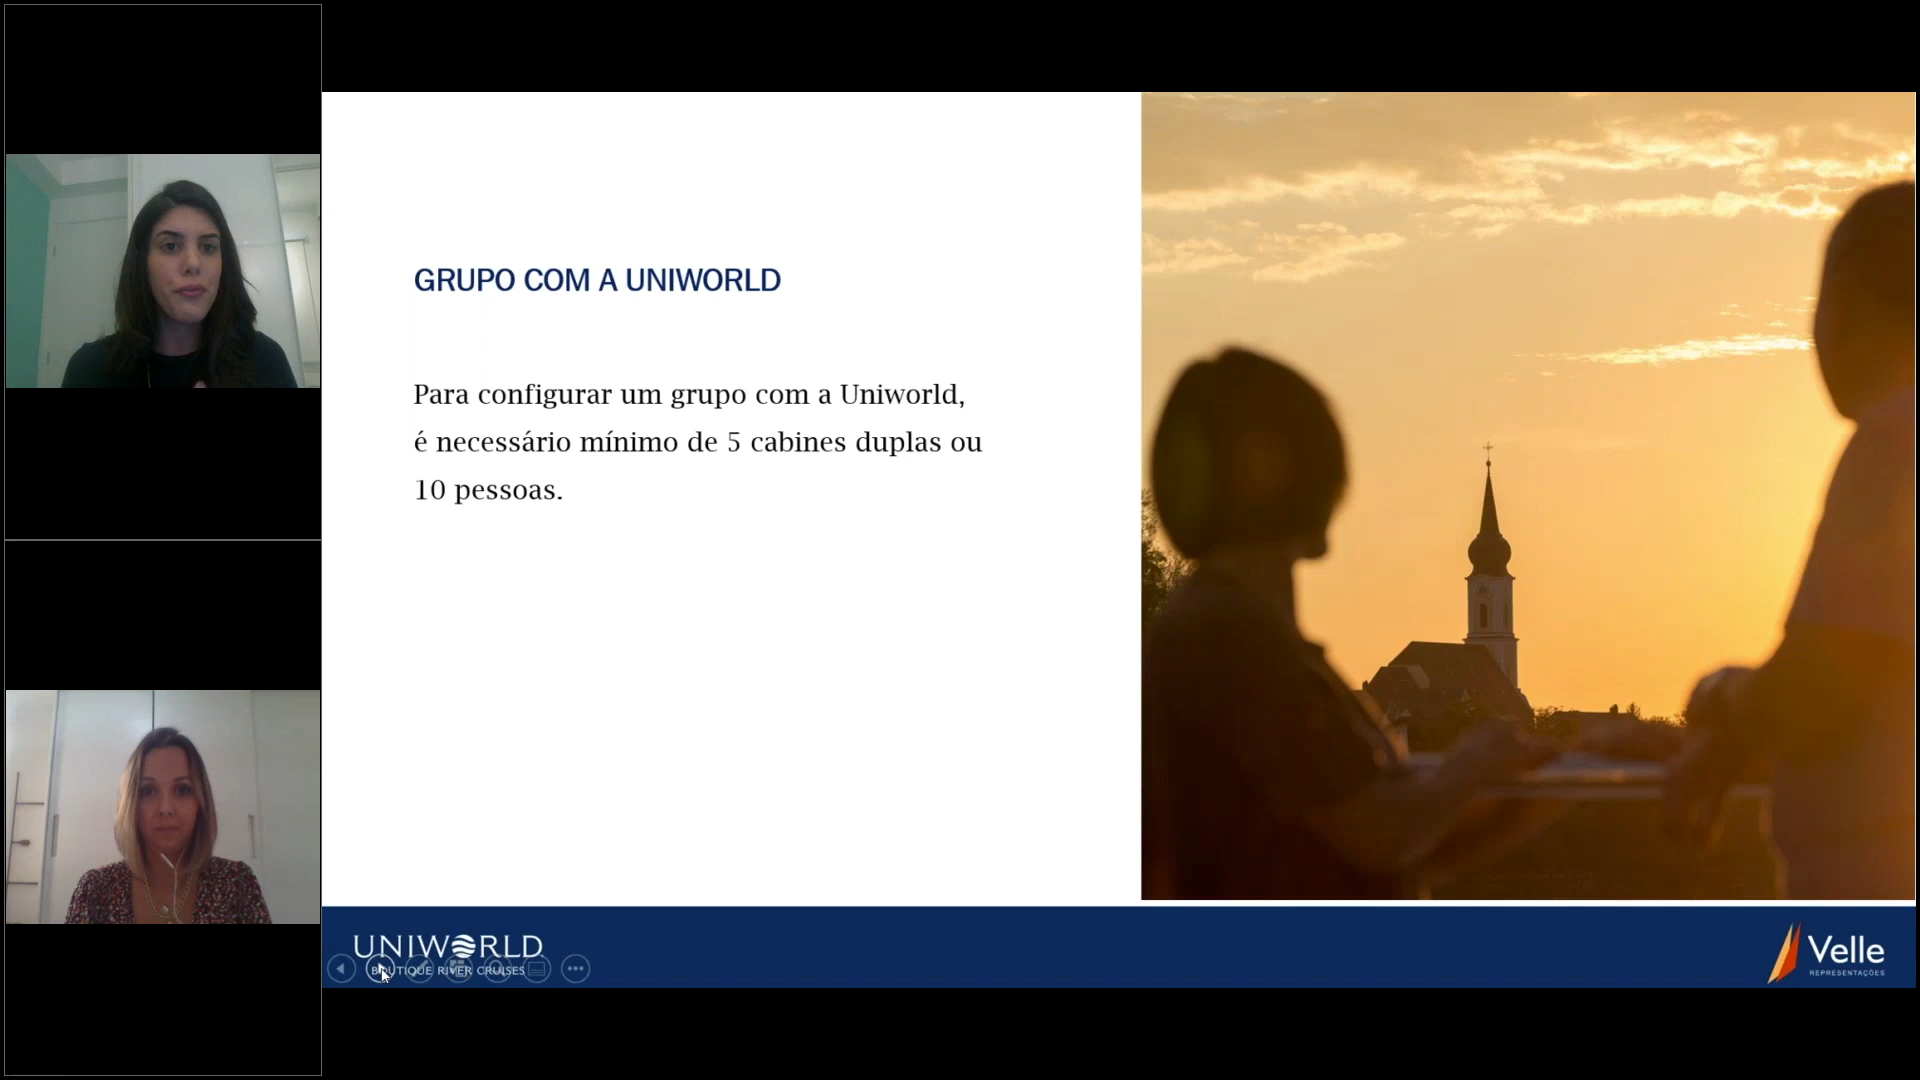 GRUPO COM A UNIWORLD
Para configurar um grupo com a Uniworld,
é necessário mínimo de 5 cabines duplas ou
10 pessoas.
UNIWORLD
BOUTIQUE RIVER CRUISES
Velle
REPRESENTAÇÕES